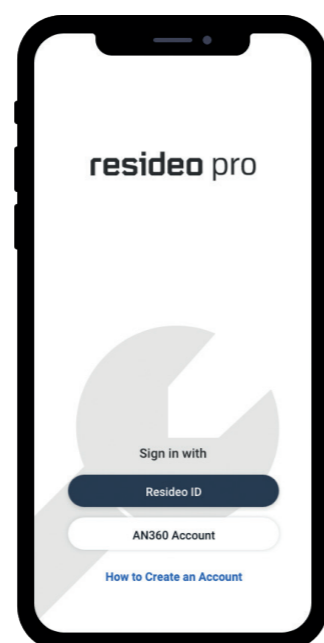 resideo pro
Sign in with
Resideo ID
AN360 Account
How to Create an Account